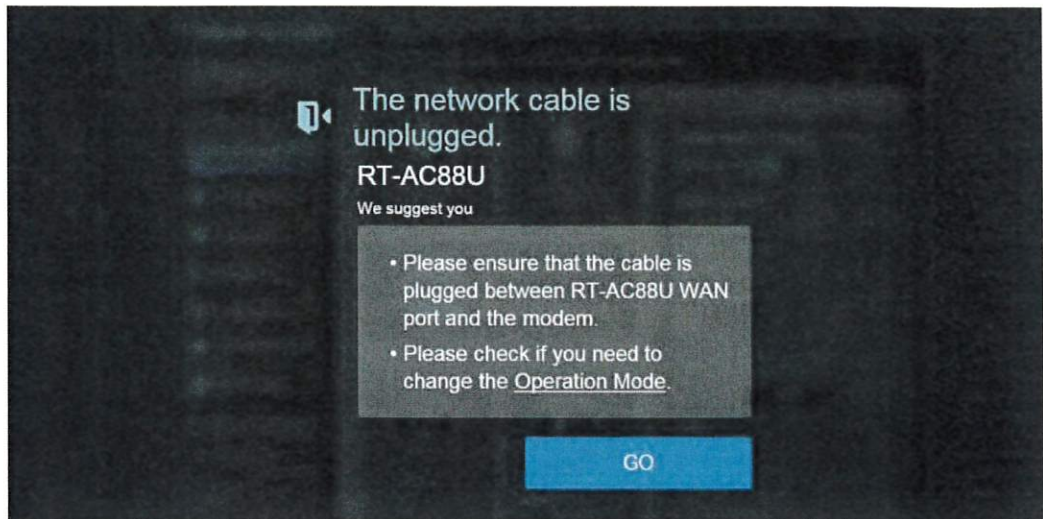 The network cable is
unplugged.
RT-AC88U
We suggest you
• Please ensure that the cable is
plugged between RT-AC88U WAN
port and the modem.
• Please check if you need to
change the Operation Mode.
GO